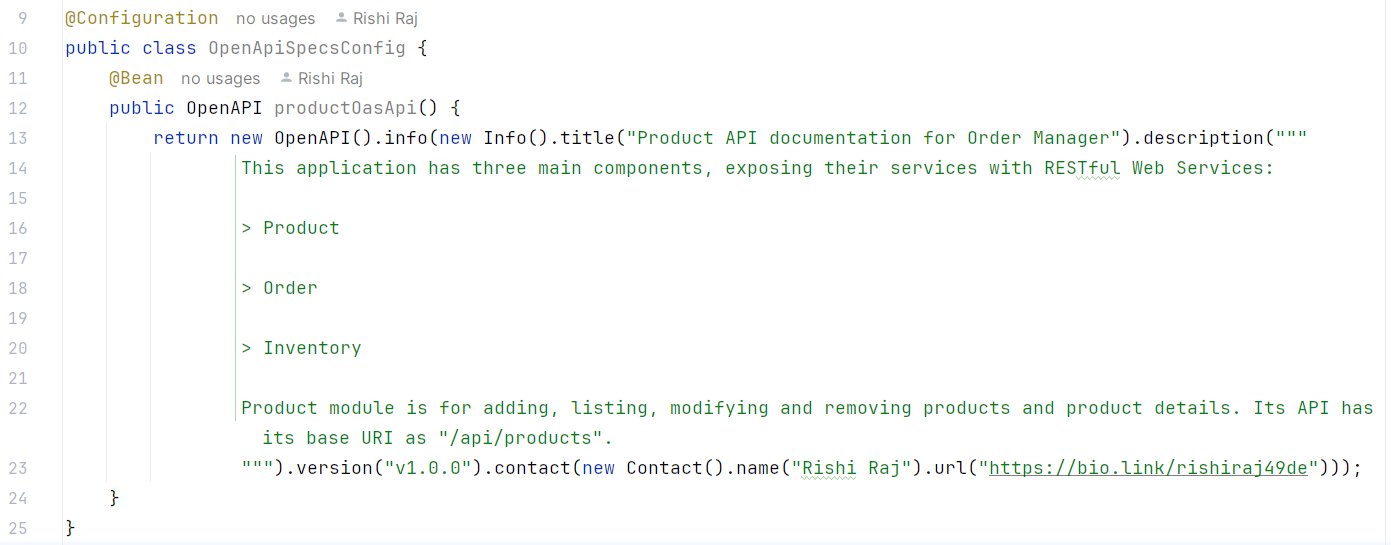 9 @Configuration no usages Rishi Raj
10 public class OpenApiSpecsConfig {
11 @Bean no usages Rishi Raj
12 public OpenAPI productOasApi() {
13 return new OpenAPI().info(new Info().title("Product API documentation for Order Manager").description("""
14 This application has three main components, exposing their services with RESTful Web Services:
15
16 > Product
17
18 > Order
19
20 > Inventory
21
22 Product module is for adding, listing, modifying and removing products and product details. Its API has
its base URI as "/api/products".
23 """).version("v1.0.0").contact(new Contact().name("Rishi Raj").url("https://bio.link/rishiraj49de")));
24 }
25 }